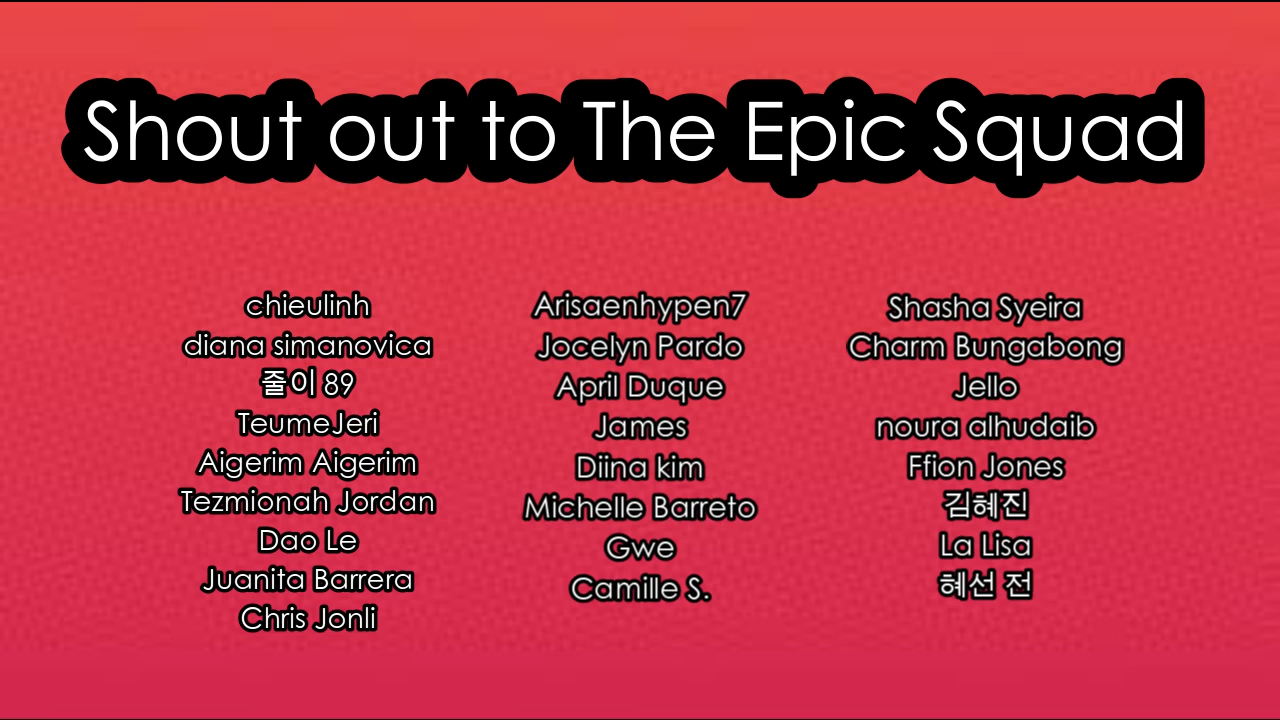 Shout out to The Epic Squad
chieulinh
diana simanovica
줄이 89
TeumeJeri
Aigerim Aigerim
Tezmionah Jordan
Dao Le
Juanita Barrera
Chris Jonli
Arisaenhypen7
Jocelyn Pardo
April Duque
James
Diina kim
Michelle Barreto
Gwe
Camille S.
Shasha Syeira
Charm Bungabong
Jello
noura alhudaib
Ffion Jones
김혜진
La Lisa
혜선 전